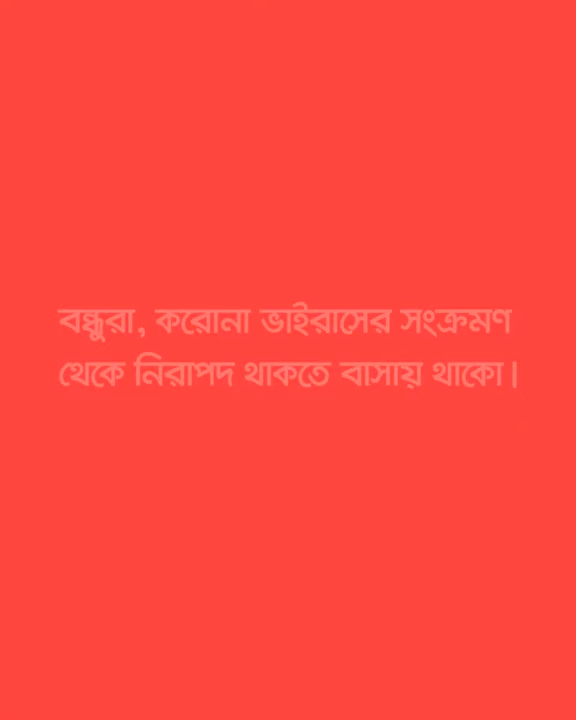 বন্ধুরা, করোনা ভাইরাসের সংক্রমণ
থেকে নিরাপদ থাকতে বাসায় থাকো।